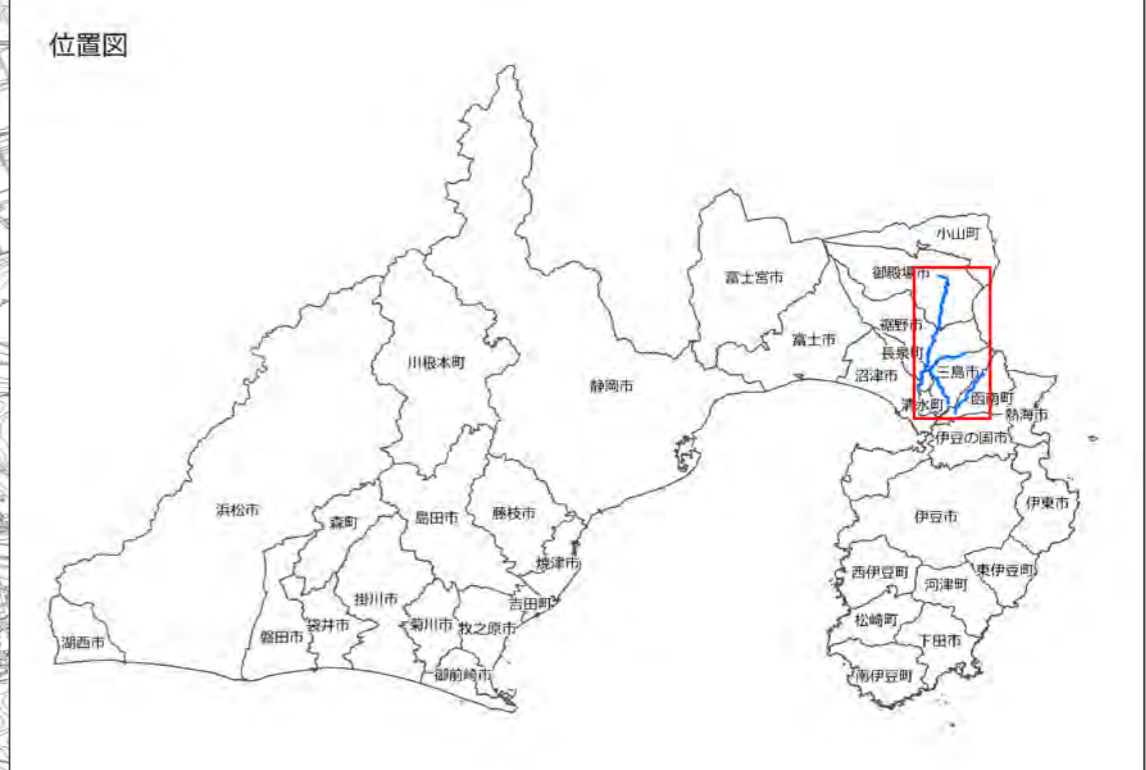 位置図
小山町
御殿場市
富士宮市
裾野市
富士市
長泉町
沼津市
三島市
川根本町
静岡市
清水町
函南町
熱海市
伊豆の国市
浜松市
森町
島田市
藤枝市
伊豆市
伊東市
焼津市
西伊豆町
東伊豆町
河津町
掛川市
吉田町
松崎町
湖西市
磐田市
袋井市
菊川市
牧之原市
下田市
御前崎市
南伊豆町